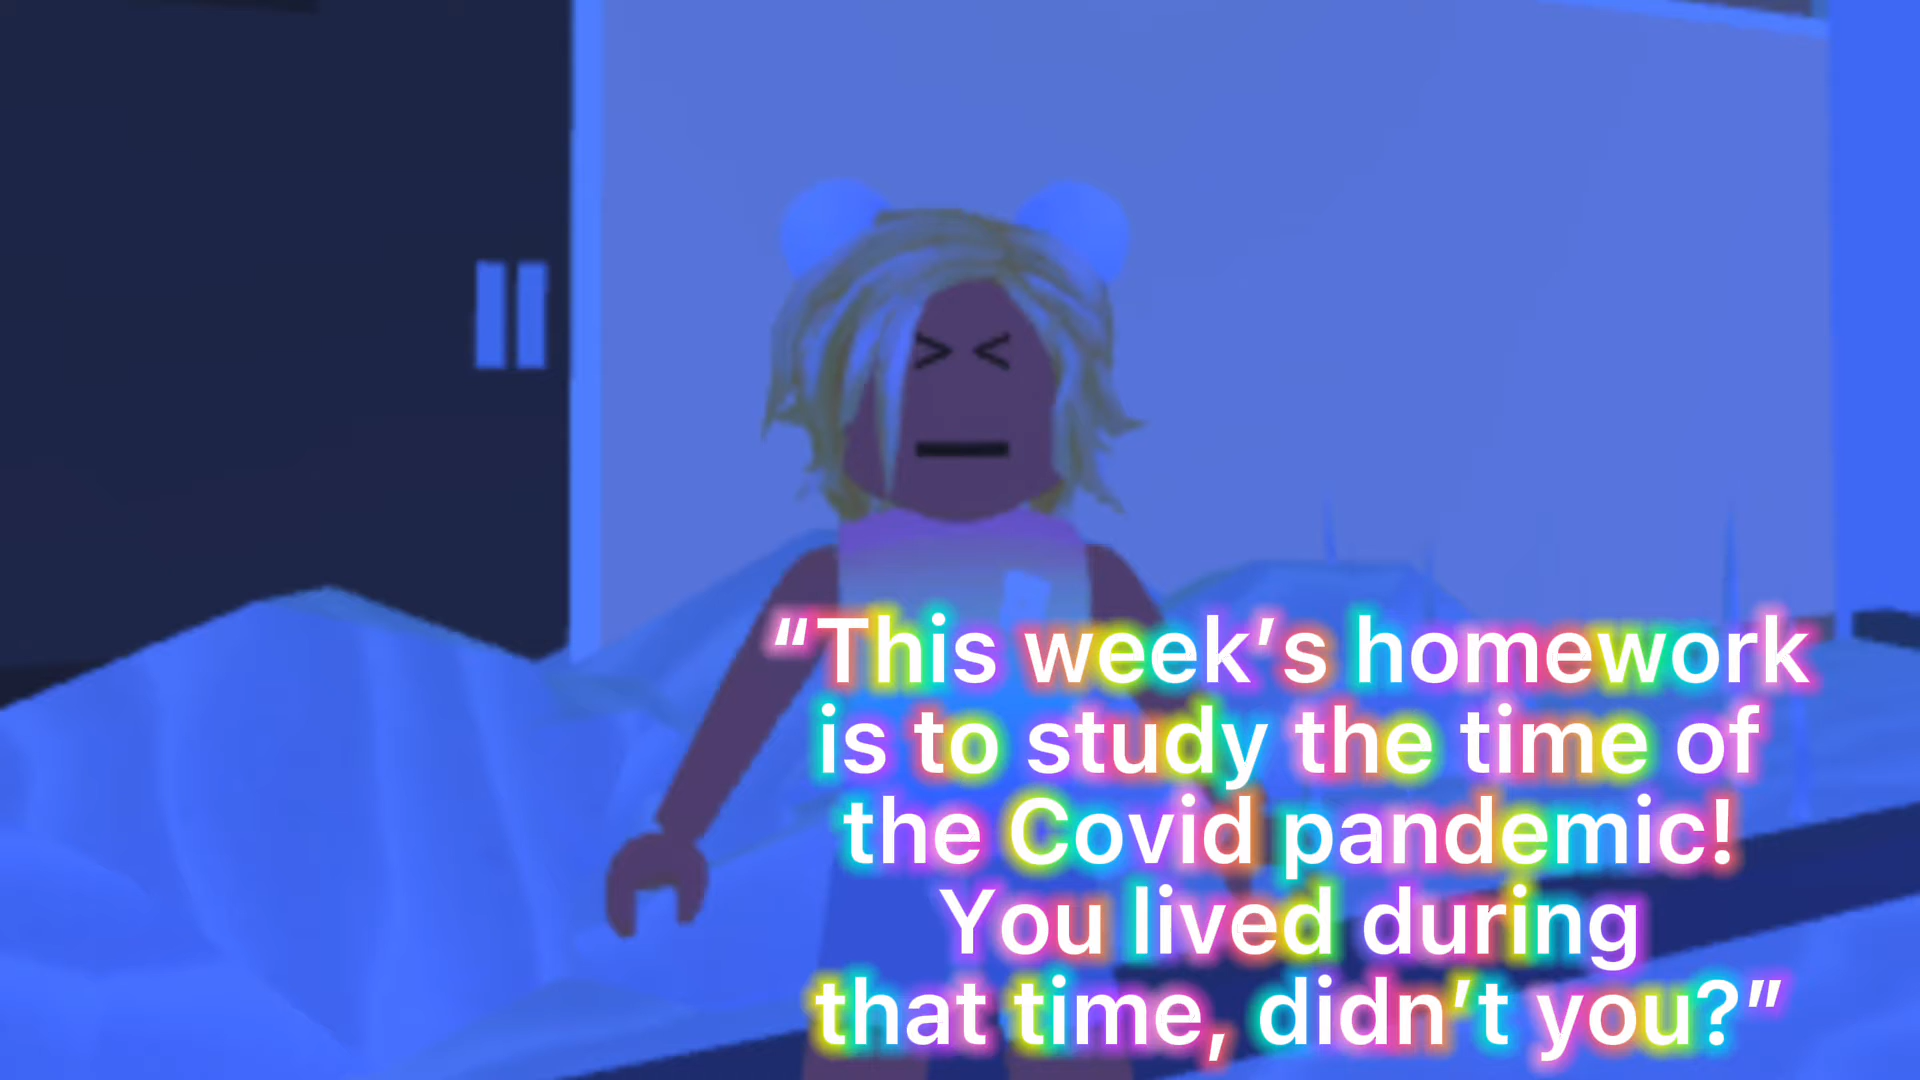 “This week’s homework
is to study the time of
the Covid pandemic!
You lived during
that time, didn’t you?”